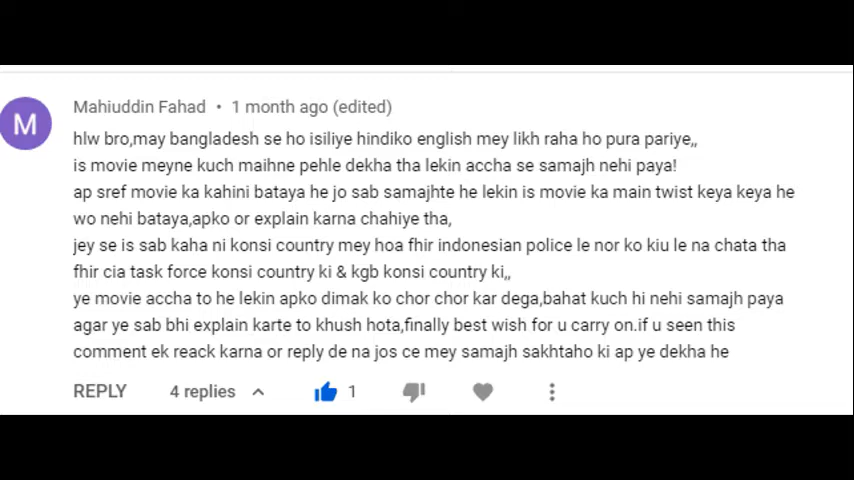 M
Mahiuddin Fahad • 1 month ago (edited)
hlw bro,may bangladesh se ho isiliye hindiko english mey likh raha ho pura pariye,,
is movie meyne kuch maihne pehle dekha tha lekin accha se samajh nehi paya!
ap sref movie ka kahini bataya he jo sab samajhte he lekin is movie ka main twist keya keya he
wo nehi bataya,apko or explain karna chahiye tha,
jey se is sab kaha ni konsi country mey hoa fhir indonesian police le nor ko kiu le na chata tha
fhir cia task force konsi country ki & kgb konsi country ki,,
ye movie accha to he lekin apko dimak ko chor chor kar dega,bahat kuch hi nehi samajh paya
agar ye sab bhi explain karte to khush hota,finally best wish for u carry on.if u seen this
comment ek reack karna or reply de na jos ce mey samajh sakhtaho ki ap ye dekha he
REPLY 4 replies 1